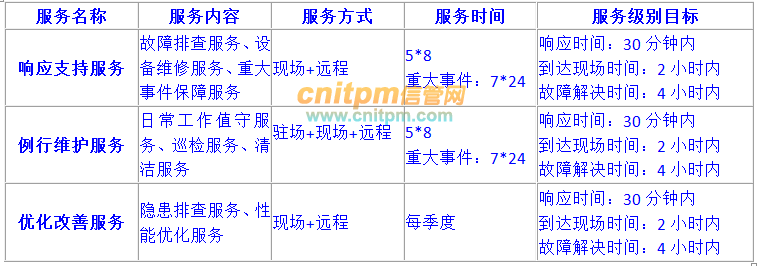 服务名称 服务内容 服务方式 服务时间 服务级别目标
响应支持服务
故障排查服务、设
备维修服务、重大
事件保障服务
现场+远程
5*8
重大事件：7*24
响应时间：30 分钟内
到达现场时间：2 小时内
故障解决时间：4 小时内
例行维护服务
日常工作值守服
务、巡检服务、清
洁服务
驻场+现场+远程
5*8
重大事件：7*24
响应时间：30 分钟内
到达现场时间：2 小时内
故障解决时间：4 小时内
优化改善服务
隐患排查服务、性
能优化服务
现场+远程
每季度
响应时间：30 分钟内
到达现场时间：2 小时内
故障解决时间：4 小时内
cnitpm信管网
www.cnitpm.com